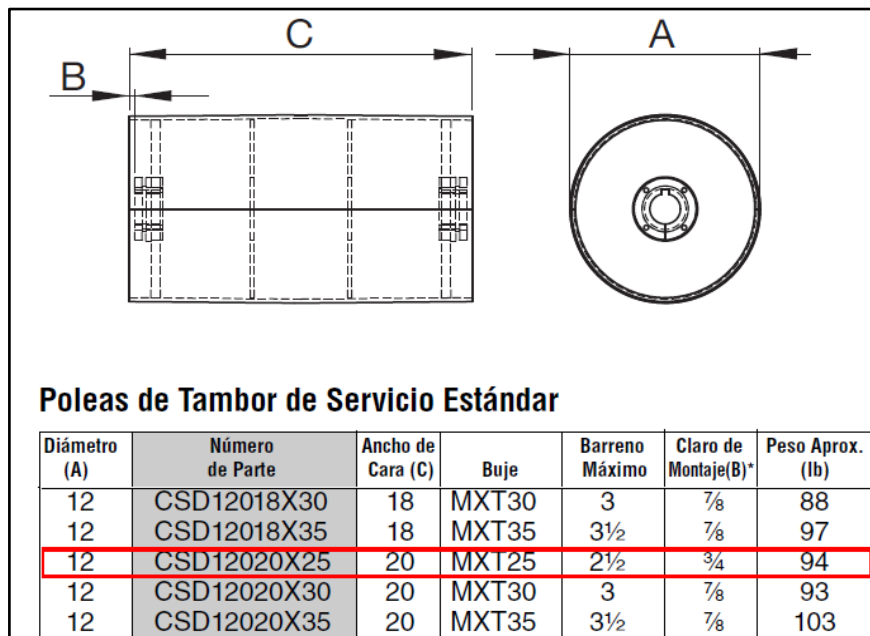 C
A
B
Poleas de Tambor de Servicio Estándar
Diámetro (A) Número de Parte Ancho de Cara (C) Buje Barreno Máximo Claro de Montaje(B)* Peso Aprox. (lb)
12 CSD12018X30 18 MXT30 3 ⅞ 88
12 CSD12018X35 18 MXT35 3½ ⅞ 97
12 CSD12020X25 20 MXT25 2½ ¾ 94
12 CSD12020X30 20 MXT30 3 ⅞ 93
12 CSD12020X35 20 MXT35 3½ ⅞ 103